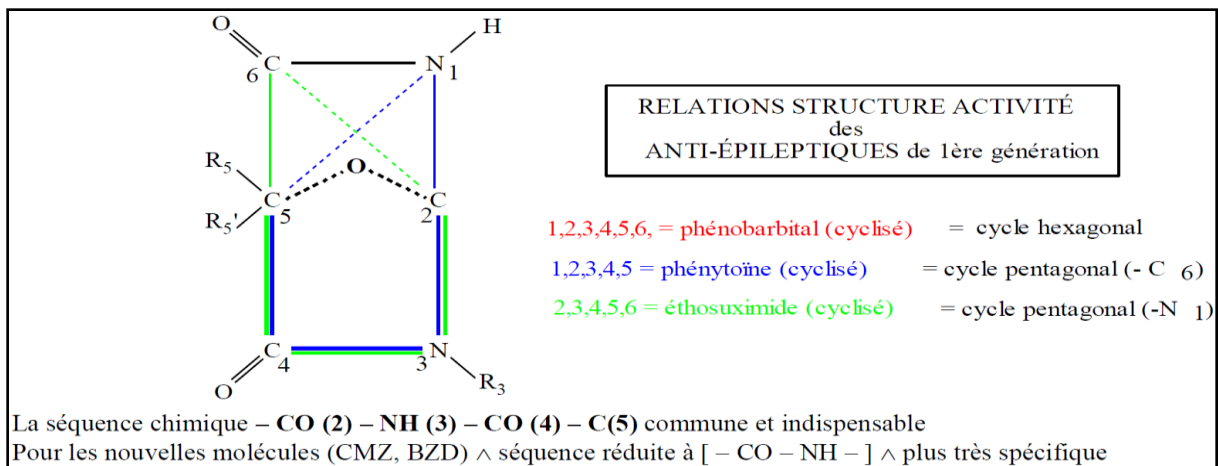 O
H
C
N
6
1
R5
O
C
C
R5'
5
2
C
N
4
3
O
R3
RELATIONS STRUCTURE ACTIVITÉ
des
ANTI-ÉPILEPTIQUES de 1ère génération
1,2,3,4,5,6, = phénobarbital (cyclisé) = cycle hexagonal
1,2,3,4,5 = phénytoïne (cyclisé) = cycle pentagonal (- C 6)
2,3,4,5,6 = éthosuximide (cyclisé) = cycle pentagonal (-N 1)
La séquence chimique – CO (2) – NH (3) – CO (4) – C(5) commune et indispensable
Pour les nouvelles molécules (CMZ, BZD) ∧ séquence réduite à [ – CO – NH – ] ∧ plus très spécifique